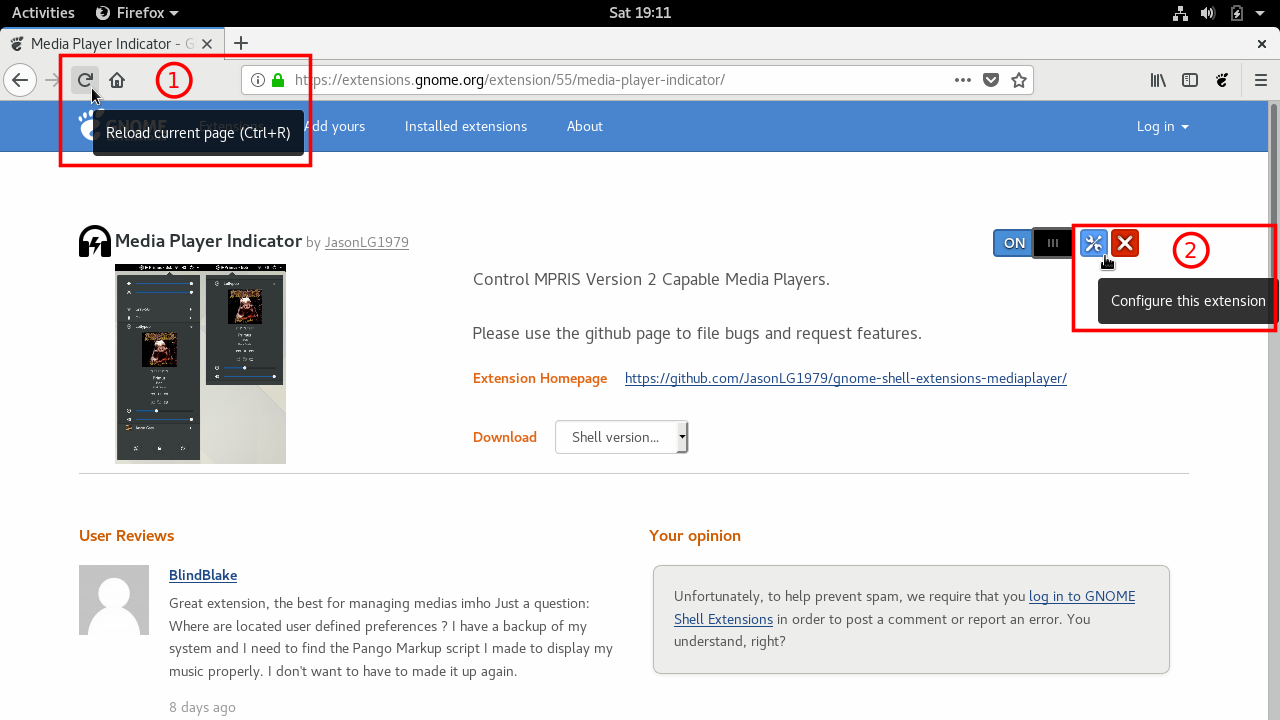 Activities Firefox Sat 19:11
Media Player Indicator - G
1
https://extensions.gnome.org/extension/55/media-player-indicator/
Reload current page (Ctrl+R)
GNOME Extensions Add yours Installed extensions About Log in
Media Player Indicator by JasonLG1979
ON
2
Configure this extension
Control MPRIS Version 2 Capable Media Players.
Please use the github page to file bugs and request features.
Extension Homepage https://github.com/JasonLG1979/gnome-shell-extensions-mediaplayer/
Download Shell version...
User Reviews
BlindBlake
Great extension, the best for managing medias imho Just a question:
Where are located user defined preferences ? I have a backup of my
system and I need to find the Pango Markup script I made to display my
music properly. I don't want to have to made it up again.
8 days ago
Your opinion
Unfortunately, to help prevent spam, we require that you log in to GNOME
Shell Extensions in order to post a comment or report an error. You
understand, right?